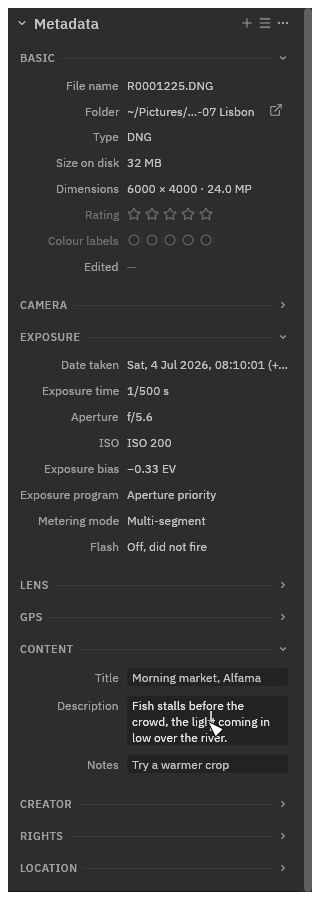 Metadata
BASIC
File name R0001225.DNG
Folder ~/Pictures/...-07 Lisbon
Type DNG
Size on disk 32 MB
Dimensions 6000 × 4000 · 24.0 MP
Rating
Colour labels
Edited —
CAMERA
EXPOSURE
Date taken Sat, 4 Jul 2026, 08:10:01 (+...
Exposure time 1/500 s
Aperture f/5.6
ISO ISO 200
Exposure bias −0.33 EV
Exposure program Aperture priority
Metering mode Multi-segment
Flash Off, did not fire
LENS
GPS
CONTENT
Title Morning market, Alfama
Description Fish stalls before the
crowd, the light coming in
low over the river.
Notes Try a warmer crop
CREATOR
RIGHTS
LOCATION